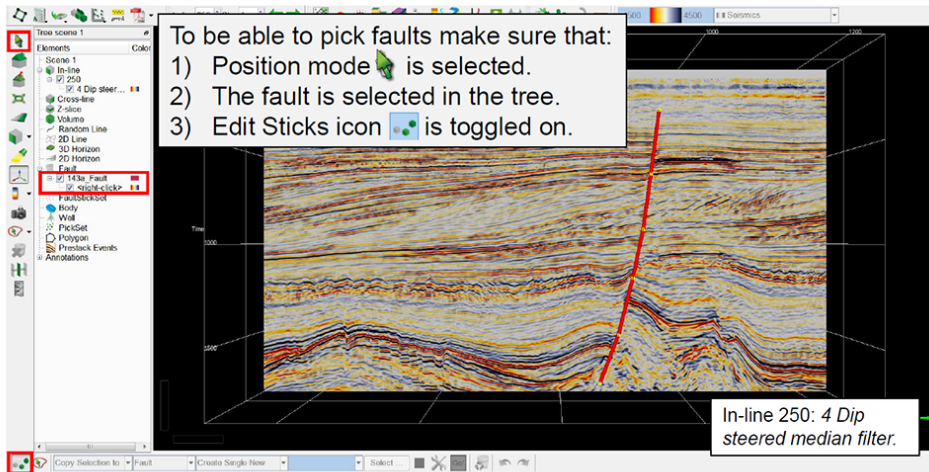 4500 Seismics
Tree scene 1
Elements Color
Scene 1
In-line
250
4 Dip steer...
Cross-line
Z-slice
Volume
Random Line
2D Line
3D Horizon
2D Horizon
Fault
143a_Fault
<right-click>
FaultStickSet
Body
Well
PickSet
Polygon
Prestack Events
Annotations
To be able to pick faults make sure that:
1) Position mode is selected.
2) The fault is selected in the tree.
3) Edit Sticks icon is toggled on.
1000 1200
Time
1000
1500
In-line 250: 4 Dip
steered median filter.
Copy Selection to Fault Create Single New Select ... Go!